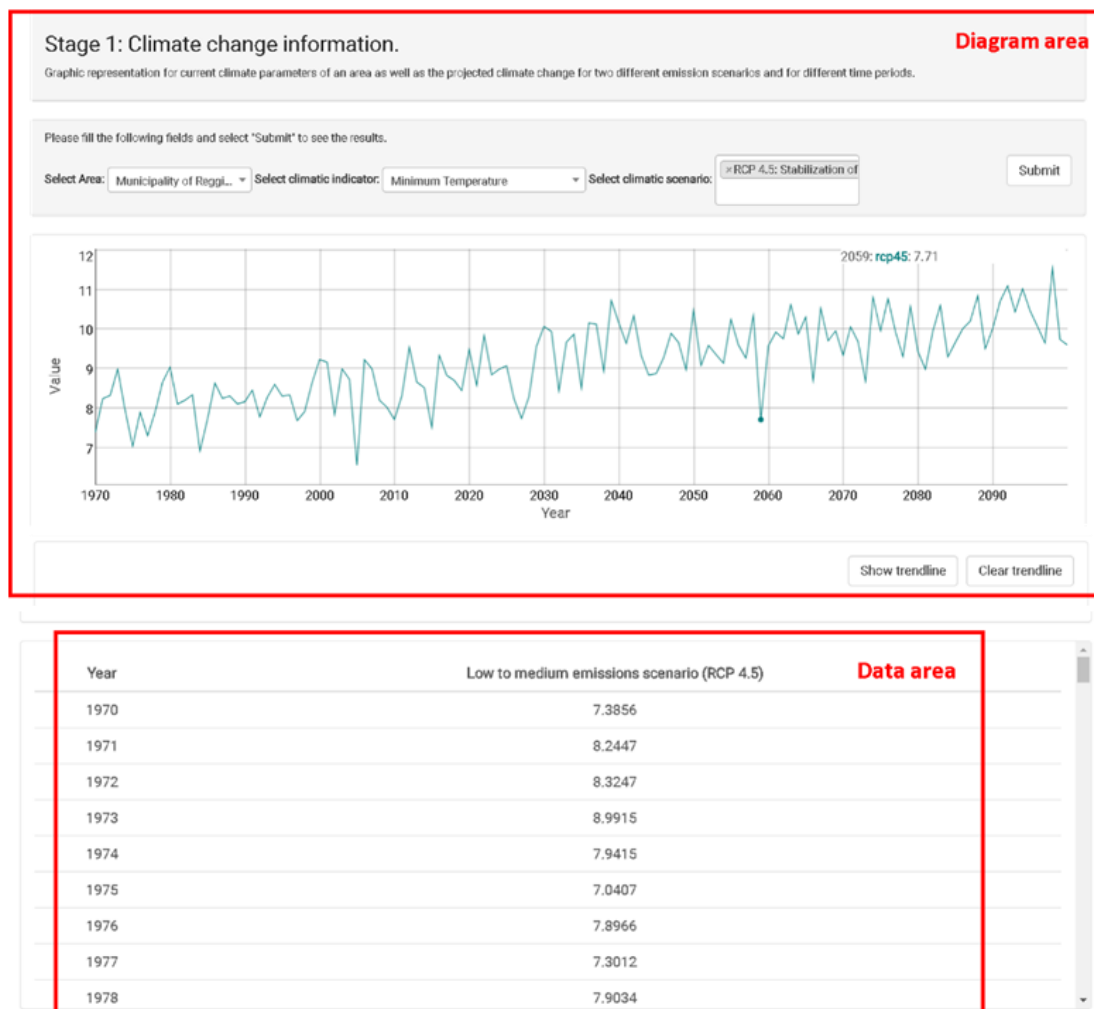 Stage 1: Climate change information.
Diagram area
Graphic representation for current climate parameters of an area as well as the projected climate change for two different emission scenarios and for different time periods.
Please fill the following fields and select "Submit" to see the results.
Select Area: Municipality of Reggi... Select climatic indicator: Minimum Temperature Select climatic scenario: ×RCP 4.5: Stabilization of Submit
2059: rcp45: 7.71
12
11
10
9
8
7
Value
1970 1980 1990 2000 2010 2020 2030 2040 2050 2060 2070 2080 2090
Year
Show trendline Clear trendline
Year Low to medium emissions scenario (RCP 4.5) Data area
1970 7.3856
1971 8.2447
1972 8.3247
1973 8.9915
1974 7.9415
1975 7.0407
1976 7.8966
1977 7.3012
1978 7.9034